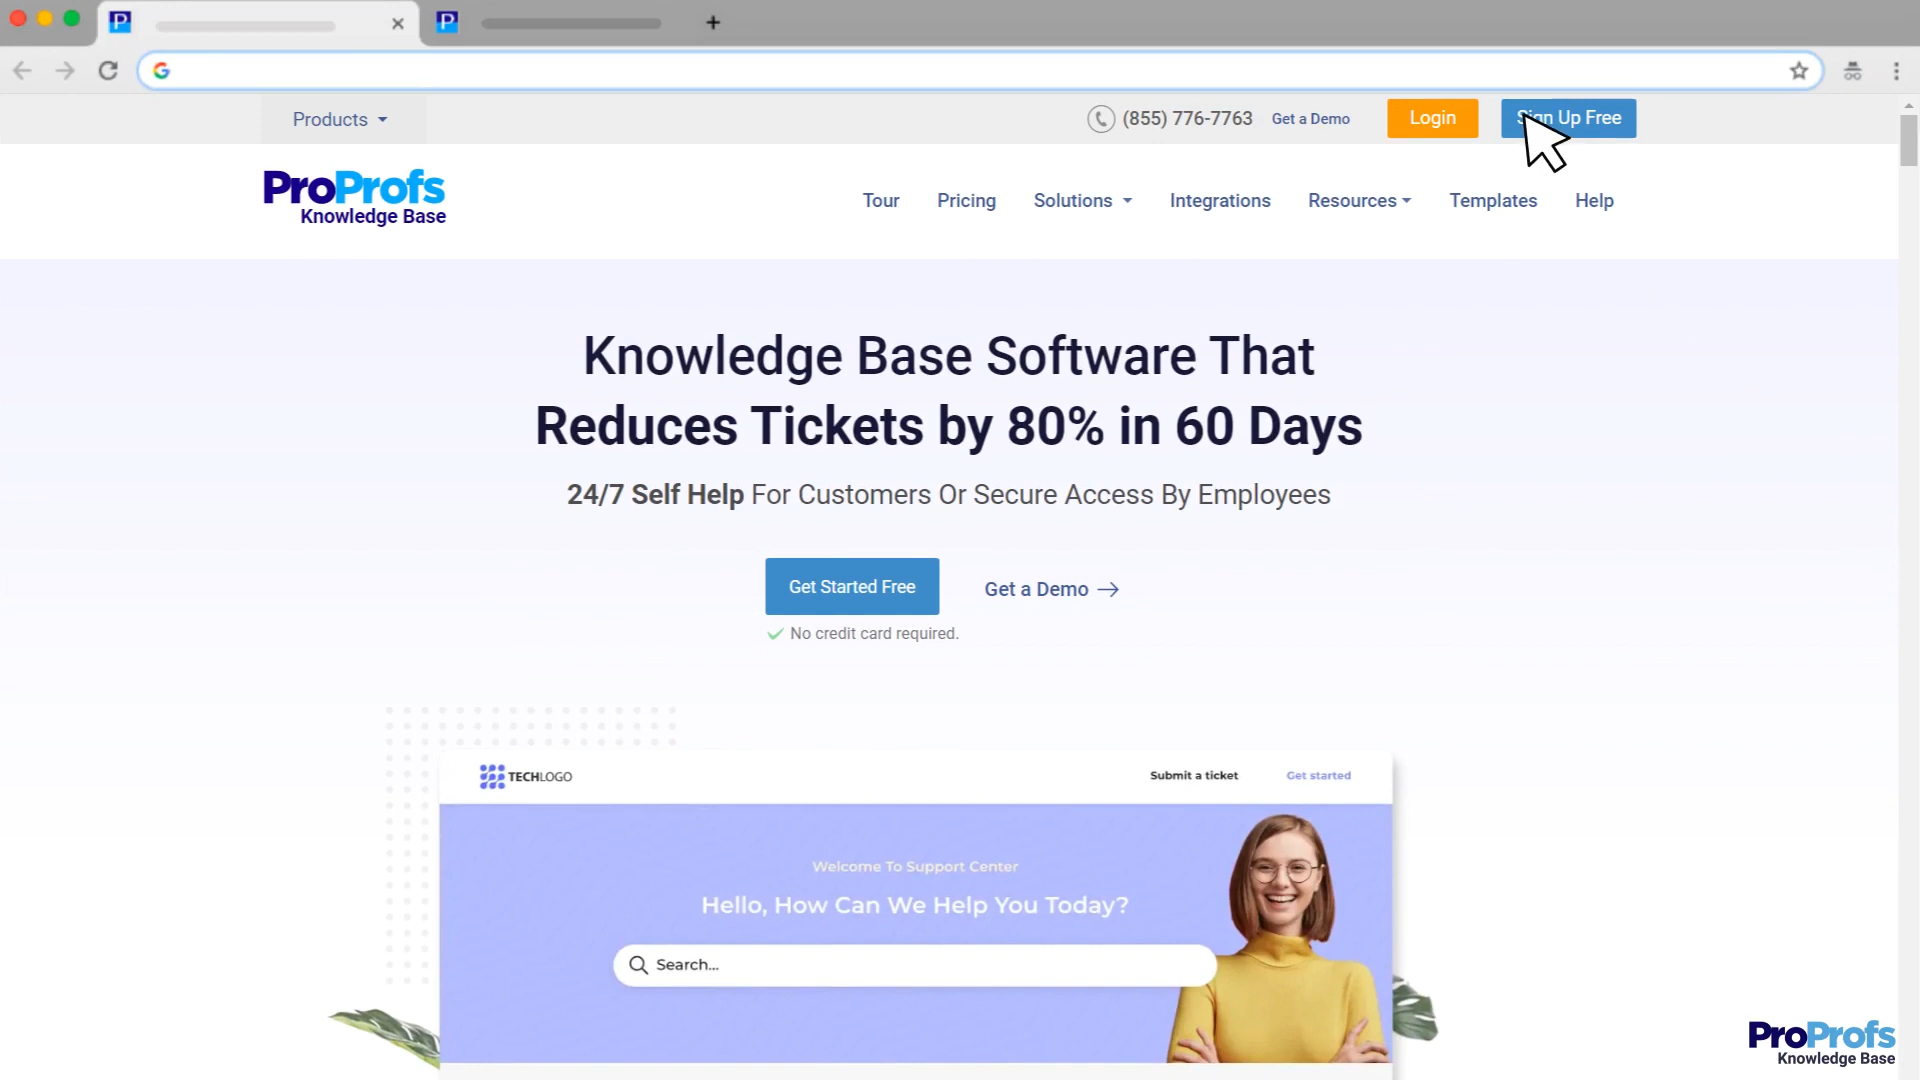 Products
(855) 776-7763
Get a Demo
Login
Sign Up Free
ProProfs
Knowledge Base
Tour
Pricing
Solutions
Integrations
Resources
Templates
Help
Knowledge Base Software That
Reduces Tickets by 80% in 60 Days
24/7 Self Help For Customers Or Secure Access By Employees
Get Started Free
Get a Demo
No credit card required.
TECHLOGO
Submit a ticket
Get started
Welcome To Support Center
Hello, How Can We Help You Today?
Search...
ProProfs
Knowledge Base